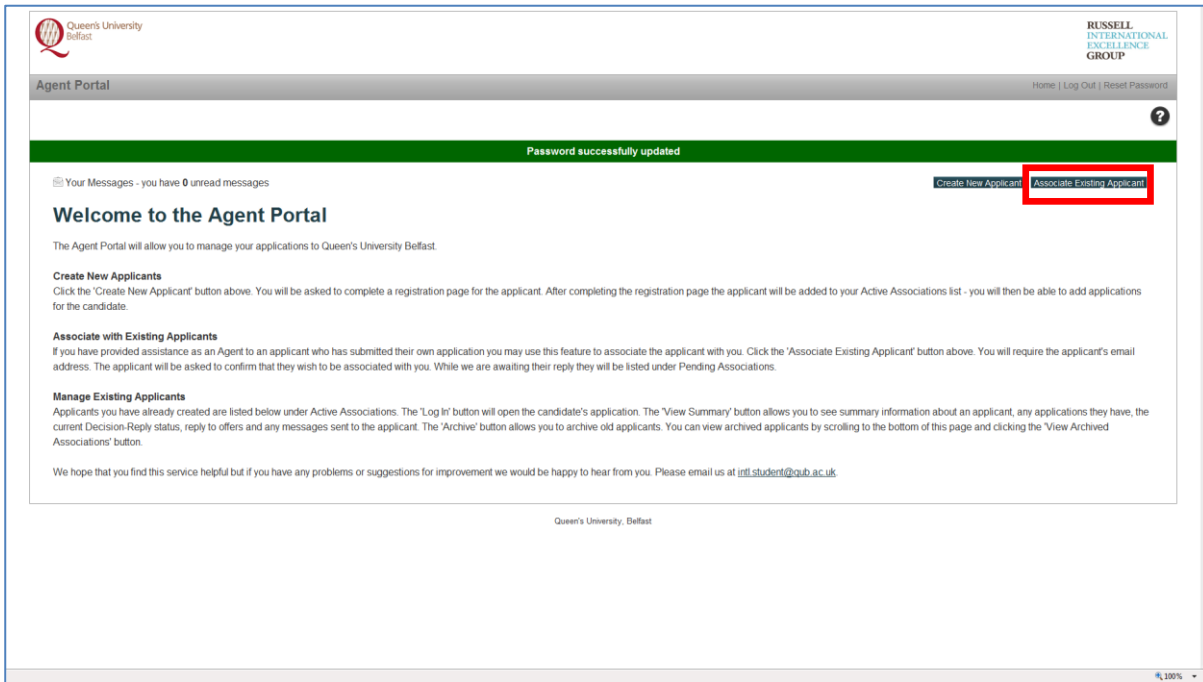 Queen's University
Belfast
RUSSELL
INTERNATIONAL
EXCELLENCE
GROUP
Agent Portal
Home | Log Out | Reset Password
?
Password successfully updated
Your Messages - you have 0 unread messages
Create New Applicant
Associate Existing Applicant
Welcome to the Agent Portal
The Agent Portal will allow you to manage your applications to Queen's University Belfast.
Create New Applicants
Click the 'Create New Applicant' button above. You will be asked to complete a registration page for the applicant. After completing the registration page the applicant will be added to your Active Associations list - you will then be able to add applications
for the candidate.
Associate with Existing Applicants
If you have provided assistance as an Agent to an applicant who has submitted their own application you may use this feature to associate the applicant with you. Click the 'Associate Existing Applicant' button above. You will require the applicant's email
address. The applicant will be asked to confirm that they wish to be associated with you. While we are awaiting their reply they will be listed under Pending Associations.
Manage Existing Applicants
Applicants you have already created are listed below under Active Associations. The 'Log In' button will open the candidate's application. The 'View Summary' button allows you to see summary information about an applicant, any applications they have, the
current Decision-Reply status, reply to offers and any messages sent to the applicant. The 'Archive' button allows you to archive old applicants. You can view archived applicants by scrolling to the bottom of this page and clicking the 'View Archived
Associations' button.
We hope that you find this service helpful but if you have any problems or suggestions for improvement we would be happy to hear from you. Please email us at intl.student@qub.ac.uk.
Queen's University, Belfast
100%